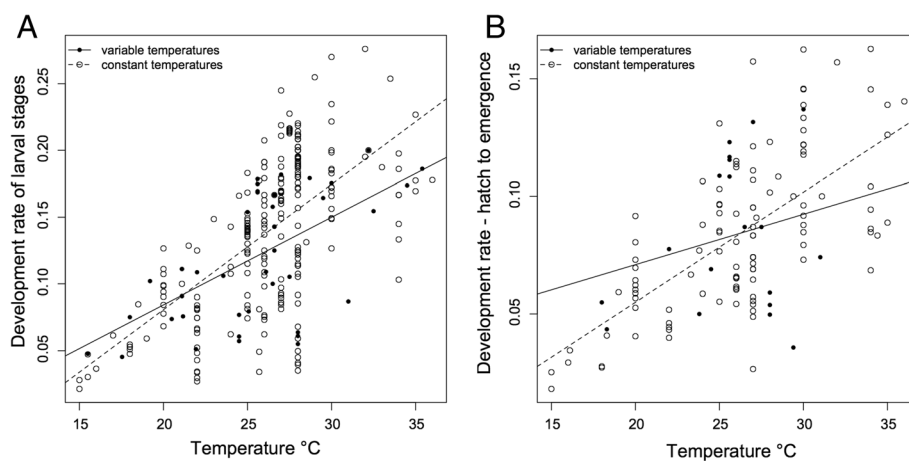 A
Development rate of larval stages
0.05 0.10 0.15 0.20 0.25
variable temperatures
constant temperatures
15 20 25 30 35
Temperature °C
B
Development rate - hatch to emergence
0.05 0.10 0.15
variable temperatures
constant temperatures
15 20 25 30 35
Temperature °C